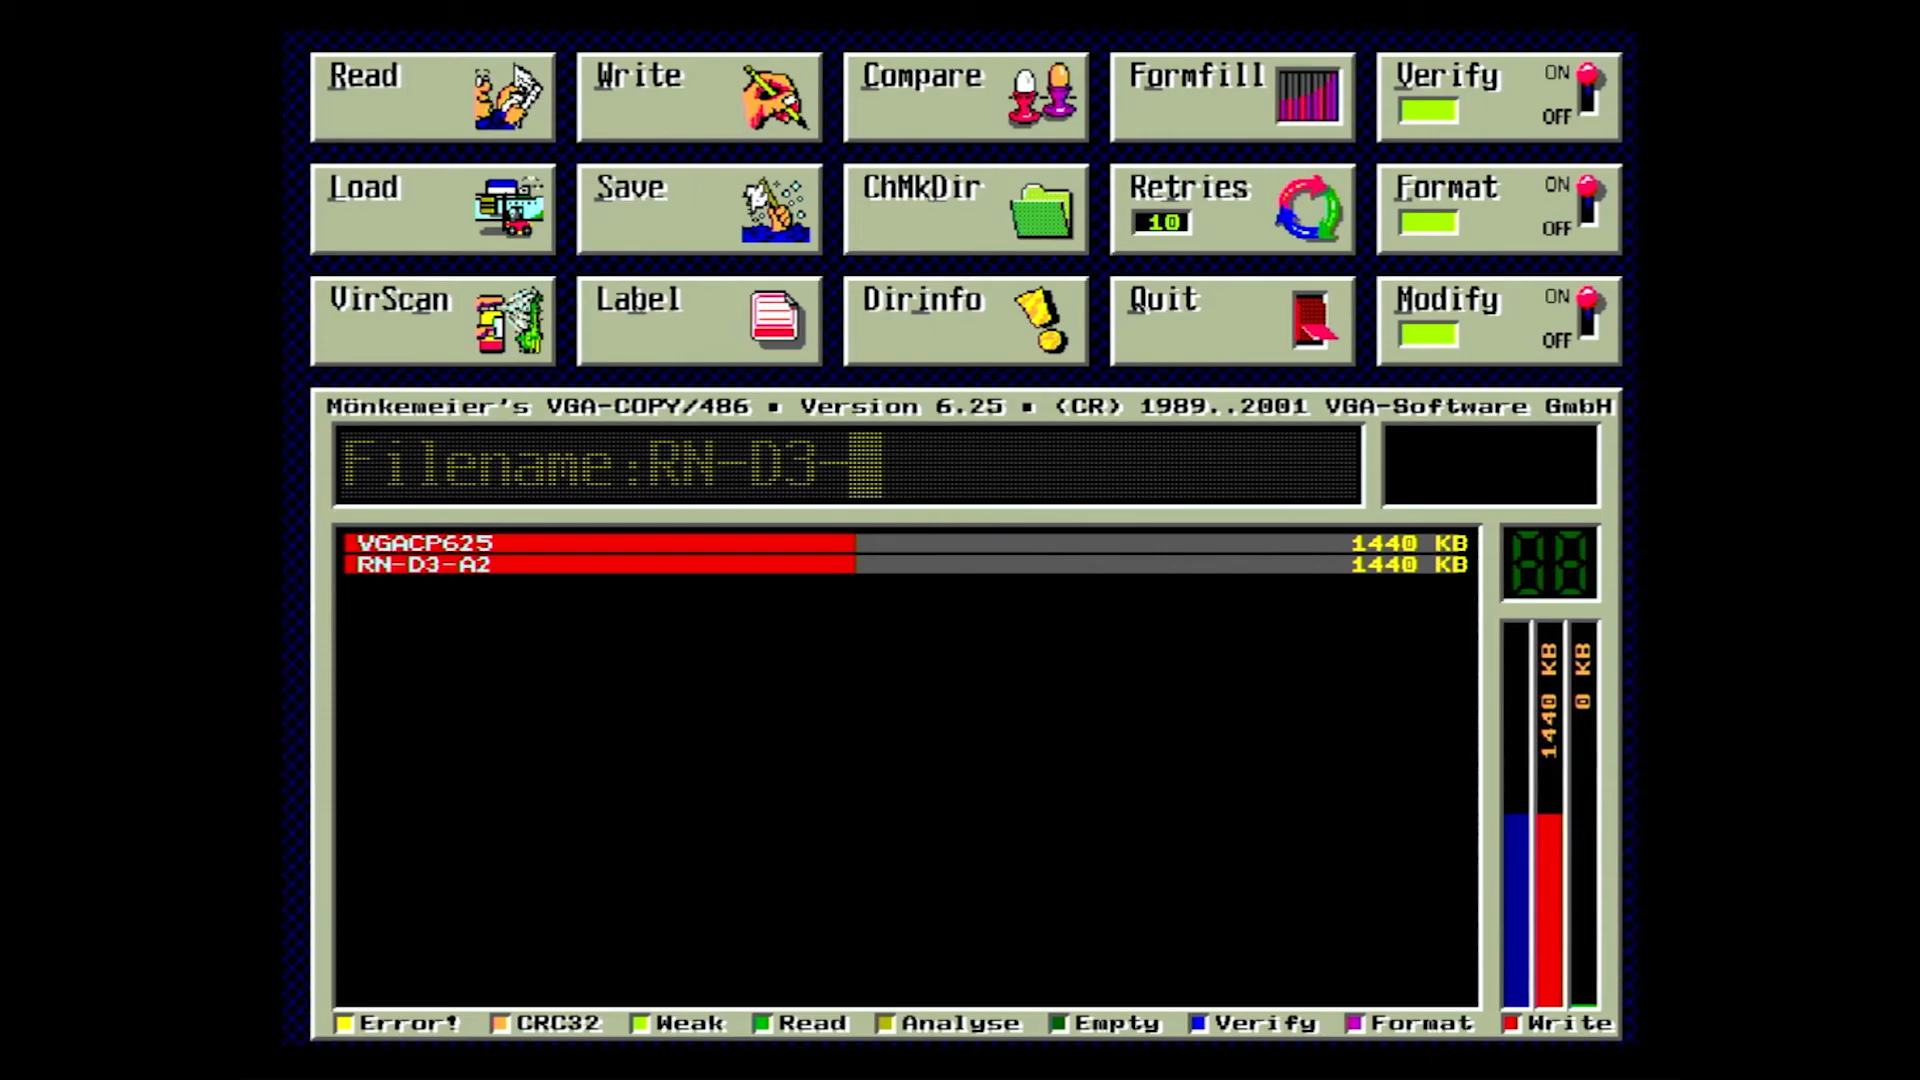 Read Write Compare Formfill Verify ON OFF
Load Save ChMkDir Retries 10 Format ON OFF
VirScan Label Dirinfo Quit Modify ON OFF
Mönkemeier's VGA-COPY/486 ▪ Version 6.25 ▪ (CR) 1989..2001 VGA-Software GmbH
Filename:RN-D3-
VGACP625 1440 KB
RN-D3-A2 1440 KB
88
1440 KB
0 KB
Error! CRC32 Weak Read Analyse Empty Verify Format Write